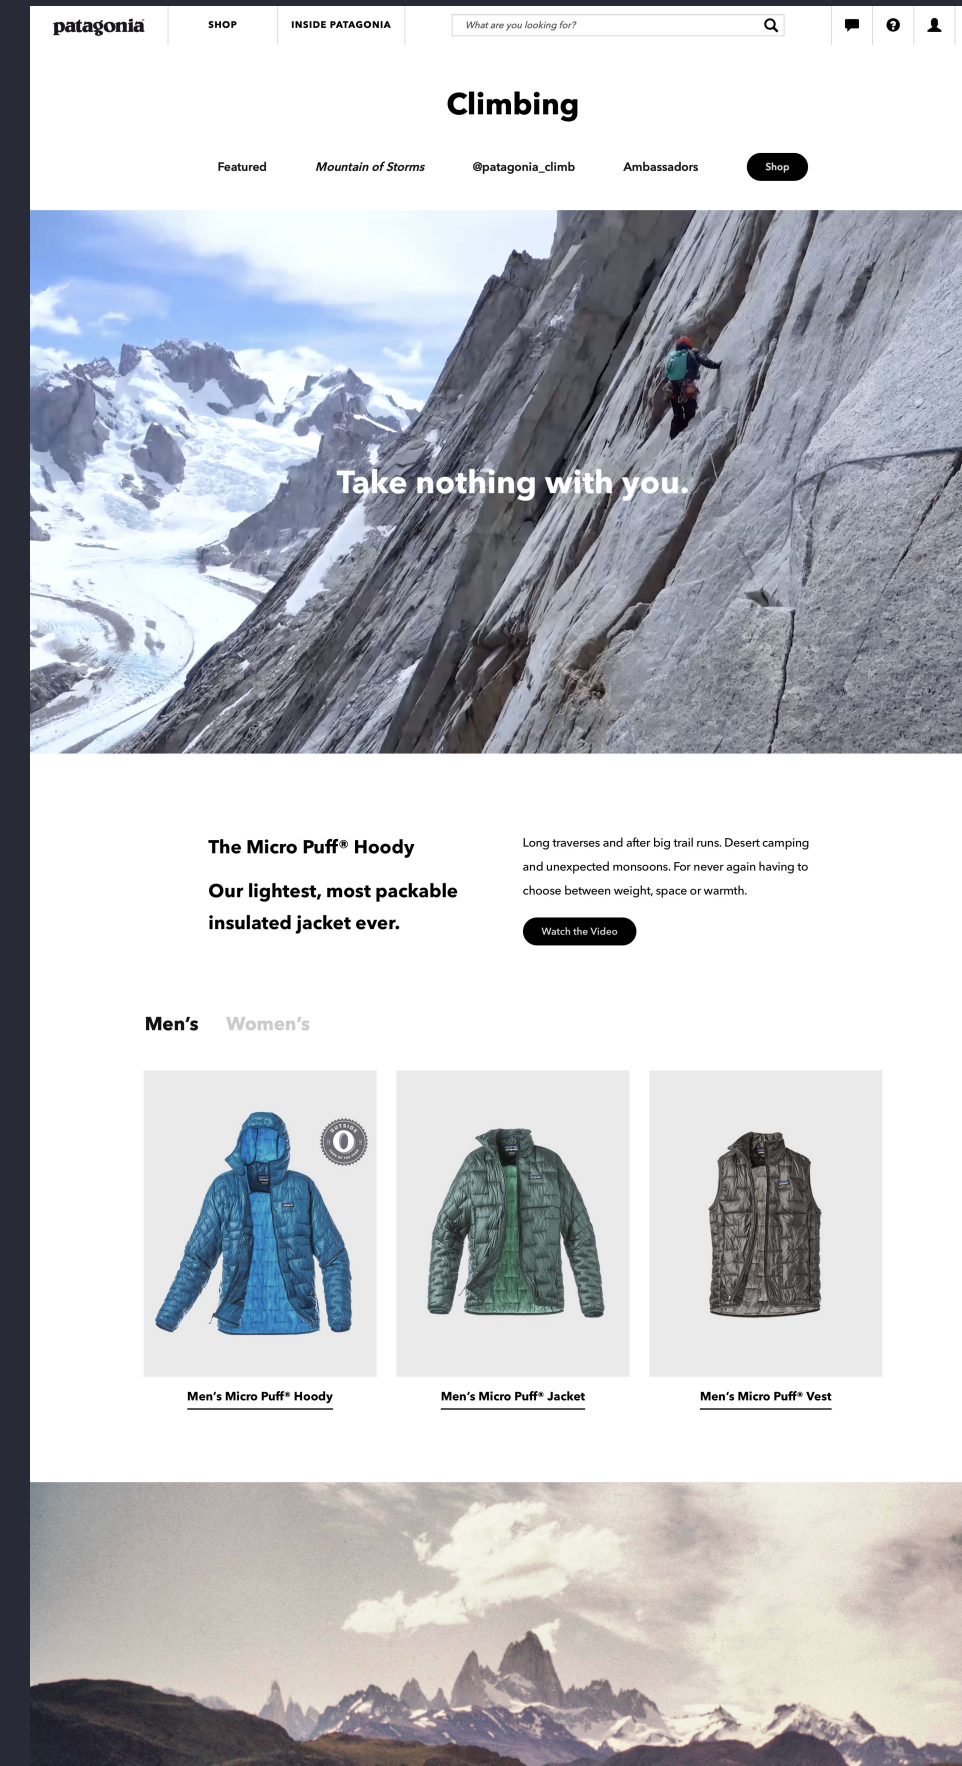 patagonia
SHOP
INSIDE PATAGONIA
What are you looking for?
Climbing
Featured
Mountain of Storms
@patagonia_climb
Ambassadors
Shop
Take nothing with you.
The Micro Puff® Hoody
Our lightest, most packable
insulated jacket ever.
Long traverses and after big trail runs. Desert camping
and unexpected monsoons. For never again having to
choose between weight, space or warmth.
Watch the Video
Men’s
Women’s
OUTSIDE
Men’s Micro Puff® Hoody
Men’s Micro Puff® Jacket
Men’s Micro Puff® Vest